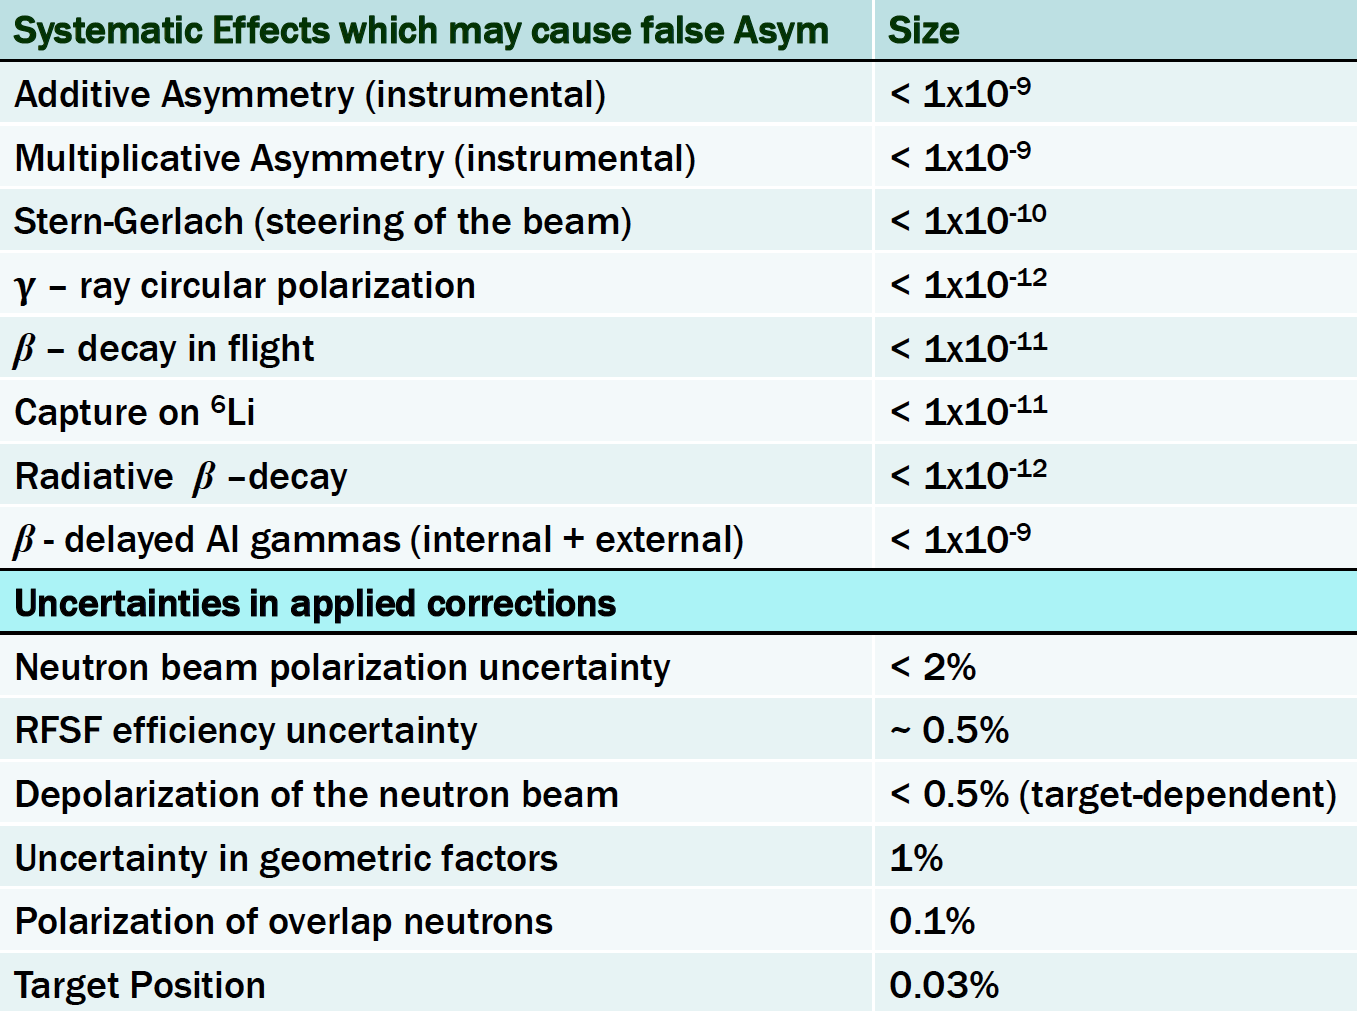 Systematic Effects which may cause false Asym Size
Additive Asymmetry (instrumental) < 1x10⁻⁹
Multiplicative Asymmetry (instrumental) < 1x10⁻⁹
Stern-Gerlach (steering of the beam) < 1x10⁻¹⁰
γ – ray circular polarization < 1x10⁻¹²
β – decay in flight < 1x10⁻¹¹
Capture on ⁶Li < 1x10⁻¹¹
Radiative β –decay < 1x10⁻¹²
β - delayed Al gammas (internal + external) < 1x10⁻⁹
Uncertainties in applied corrections
Neutron beam polarization uncertainty < 2%
RFSF efficiency uncertainty ~ 0.5%
Depolarization of the neutron beam < 0.5% (target-dependent)
Uncertainty in geometric factors 1%
Polarization of overlap neutrons 0.1%
Target Position 0.03%